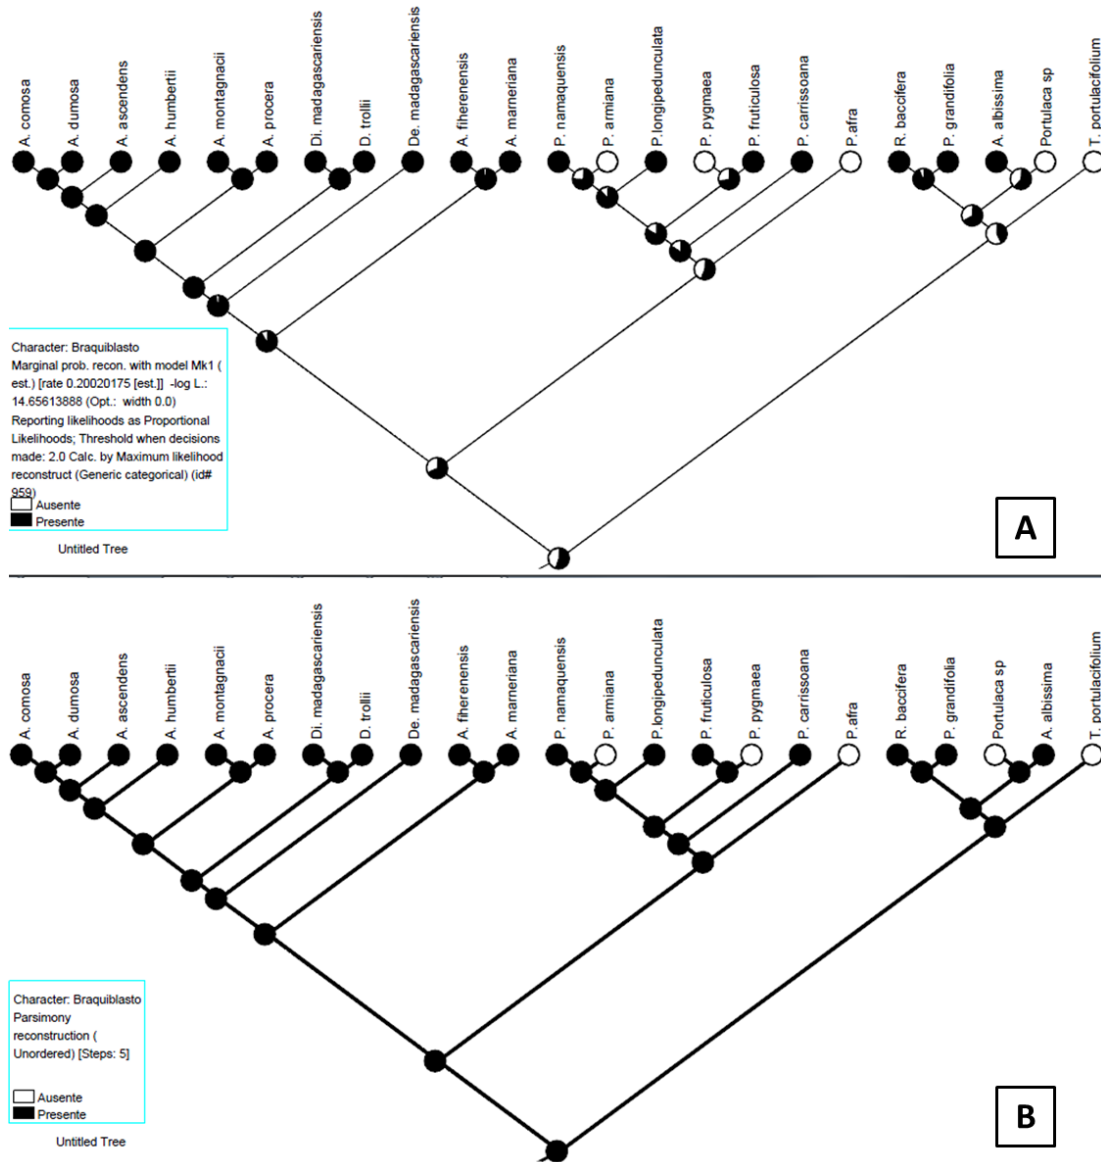 A. comosa
A. dumosa
A. ascendens
A. humbertii
A. montagnacii
A. procera
Di. madagascariensis
D. trollii
De. madagascariensis
A. fiherenensis
A. marneriana
P. namaquensis
P. armiana
P.longipedunculata
P. pygmaea
P. fruticulosa
P. carrissoana
P.afra
R. baccifera
P. grandifolia
A. albissima
Portulaca sp
T. portulacifolium
Character: Braquiblasto
Marginal prob. recon. with model Mk1 (
est.) [rate 0.20020175 [est.]] -log L.:
14.65613888 (Opt.: width 0.0)
Reporting likelihoods as Proportional
Likelihoods; Threshold when decisions
made: 2.0 Calc. by Maximum likelihood
reconstruct (Generic categorical) (id#
959)
Ausente
Presente
Untitled Tree
A
A. comosa
A. dumosa
A. ascendens
A. humbertii
A. montagnacii
A. procera
Di. madagascariensis
D. trollii
De. madagascariensis
A. fiherenensis
A. marneriana
P. namaquensis
P. armiana
P.longipedunculata
P. fruticulosa
P. pygmaea
P. carrissoana
P.afra
R. baccifera
P. grandifolia
Portulaca sp
A. albissima
T. portulacifolium
Character: Braquiblasto
Parsimony
reconstruction (
Unordered) [Steps: 5]
Ausente
Presente
Untitled Tree
B